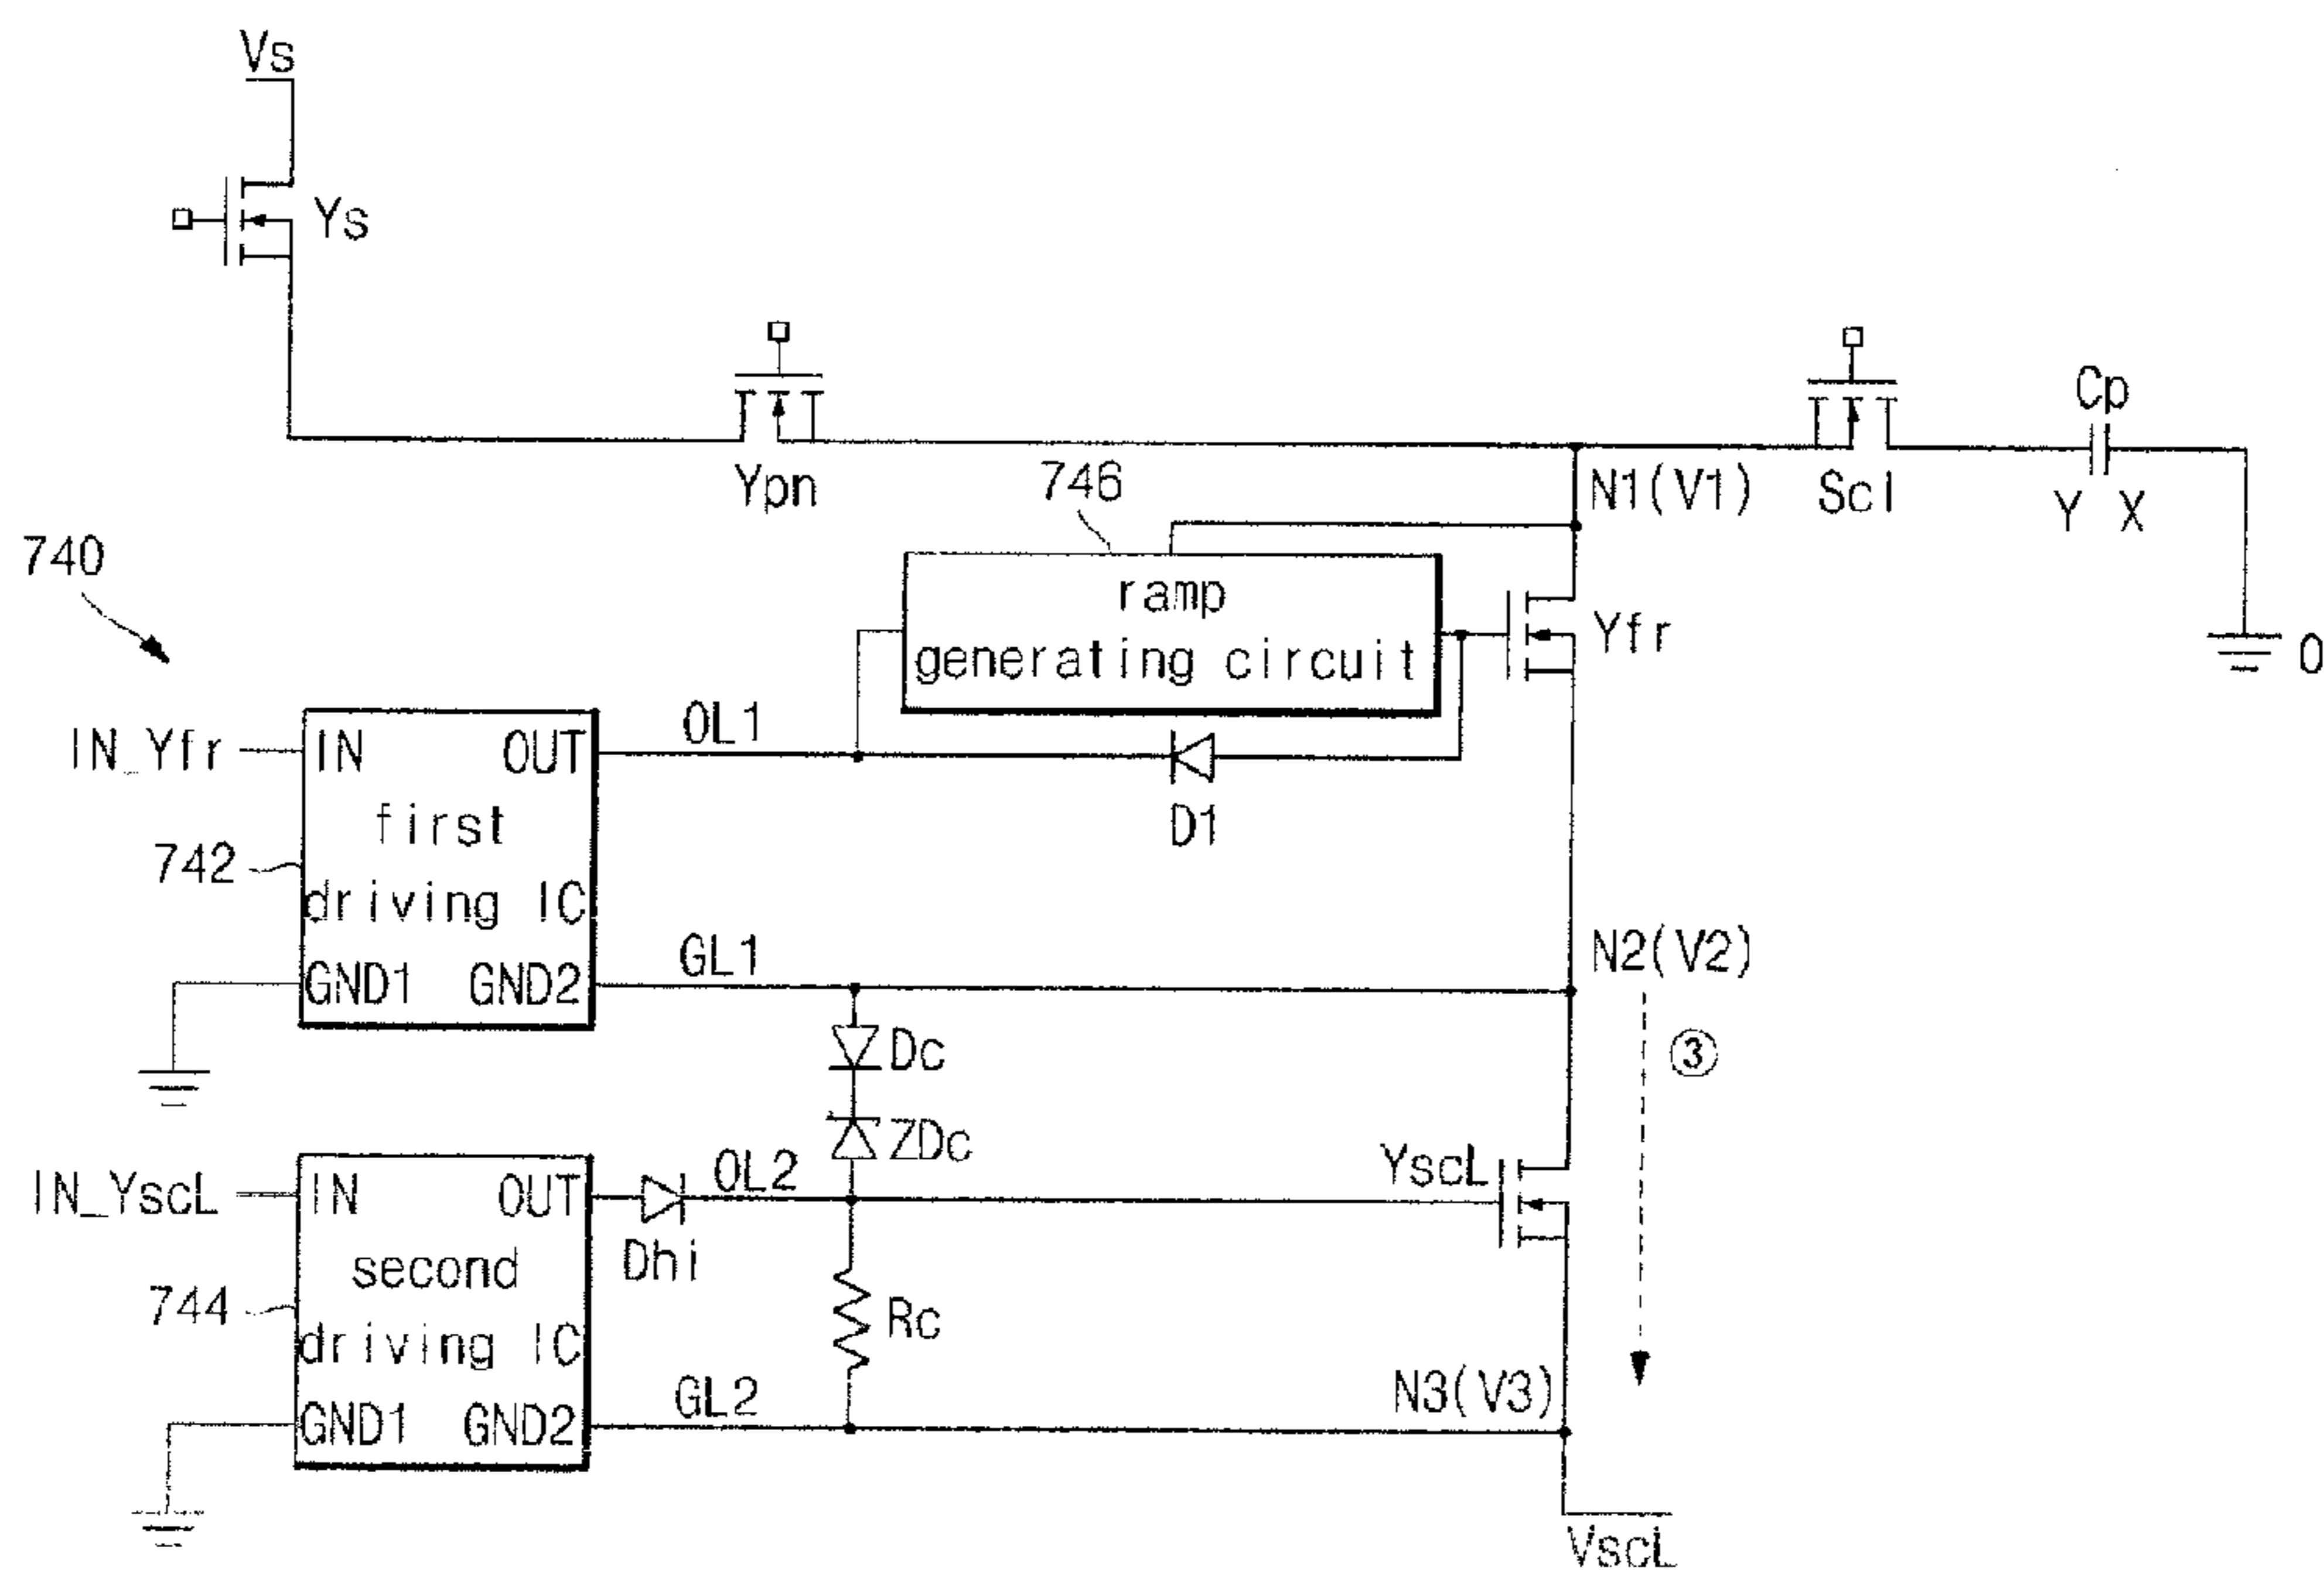 Vs
Ys
Cp
Ypn
746
N1(V1)
Scl
Y X
740
ramp
generating circuit
Yfr
0
IN_Yfr
IN OUT
OL1
first
driving IC
D1
742
GND1 GND2
GL1
N2(V2)
Dc
③
ZDc
IN_YscL
IN OUT
OL2
YscL
Dhi
second
driving IC
744
Rc
GND1 GND2
GL2
N3(V3)
VscL